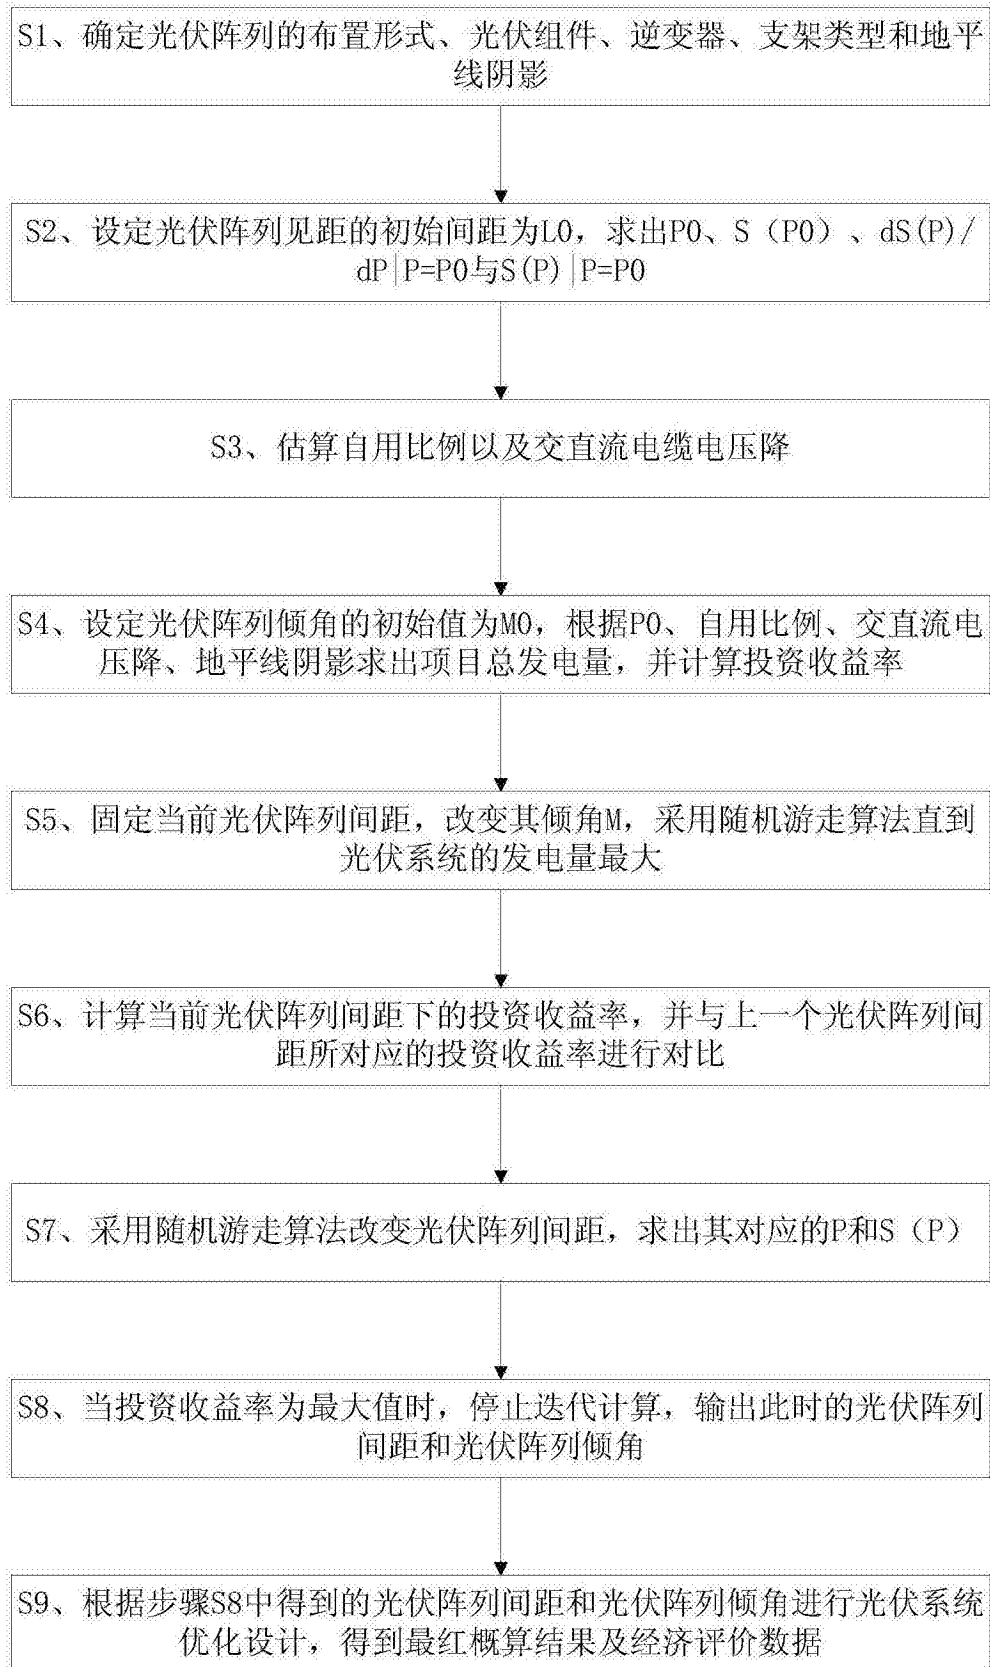 S1、确定光伏阵列的布置形式、光伏组件、逆变器、支架类型和地平
线阴影
S2、设定光伏阵列见距的初始间距为L0，求出P0、S（P0）、dS(P)/
dP|P=P0与S(P)|P=P0
S3、估算自用比例以及交直流电缆电压降
S4、设定光伏阵列倾角的初始值为M0，根据P0、自用比例、交直流电
压降、地平线阴影求出项目总发电量，并计算投资收益率
S5、固定当前光伏阵列间距，改变其倾角M，采用随机游走算法直到
光伏系统的发电量最大
S6、计算当前光伏阵列间距下的投资收益率，并与上一个光伏阵列间
距所对应的投资收益率进行对比
S7、采用随机游走算法改变光伏阵列间距，求出其对应的P和S（P）
S8、当投资收益率为最大值时，停止迭代计算，输出此时的光伏阵列
间距和光伏阵列倾角
S9、根据步骤S8中得到的光伏阵列间距和光伏阵列倾角进行光伏系统
优化设计，得到最红概算结果及经济评价数据